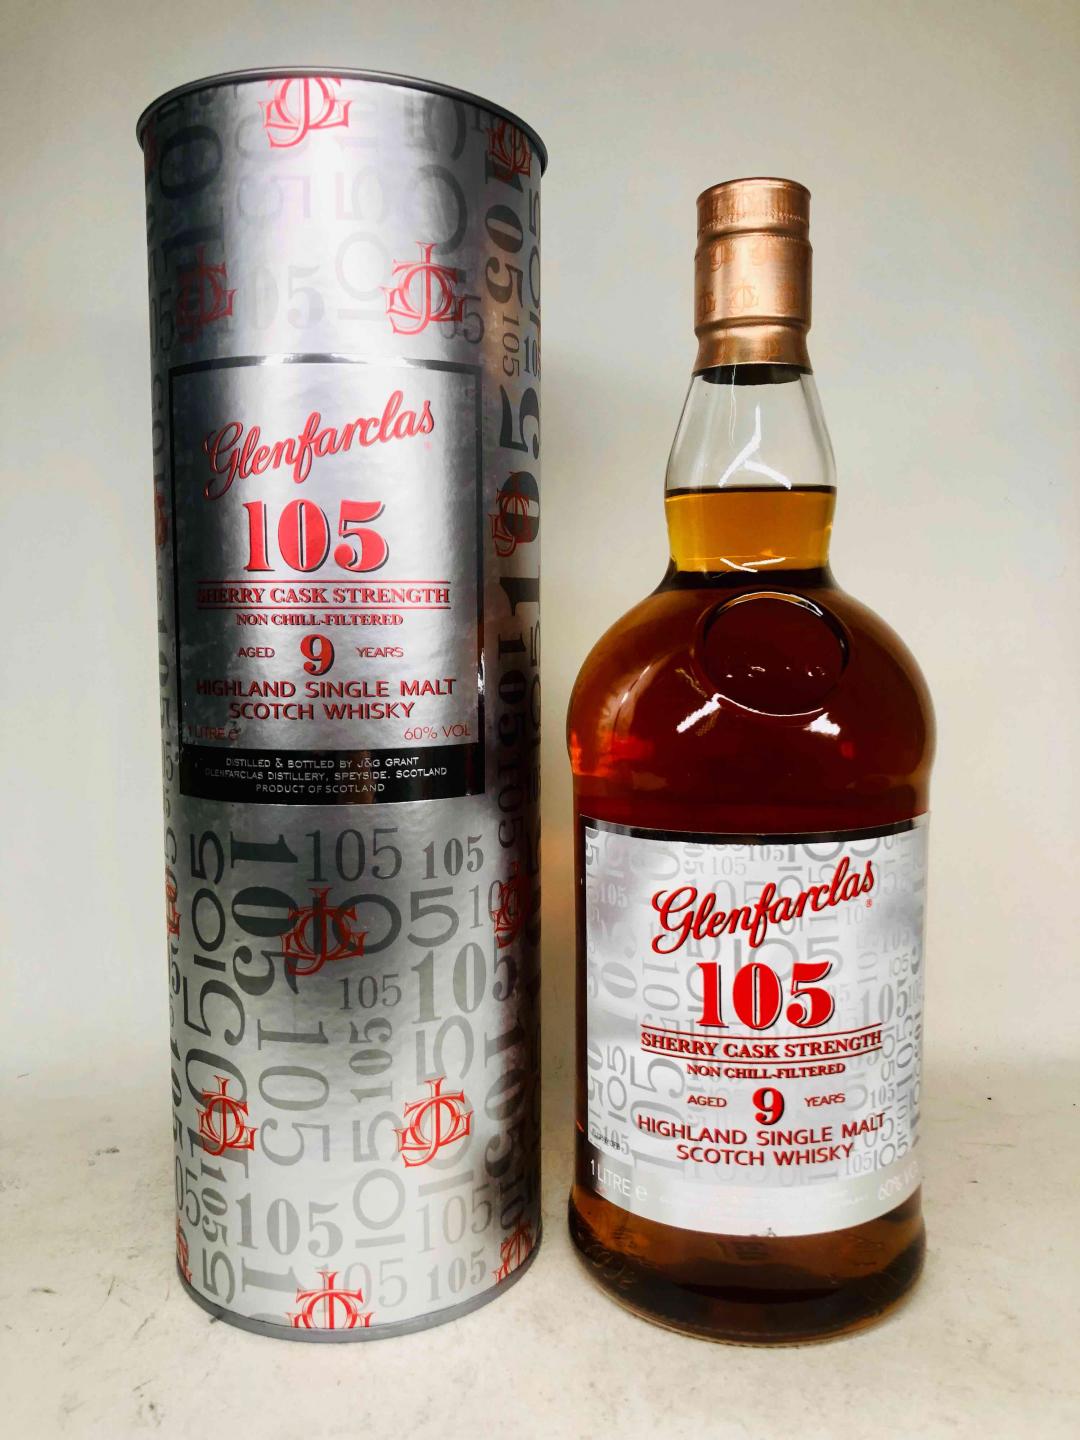 Glenfarclas®
105
SHERRY CASK STRENGTH
NON CHILL-FILTERED
AGED 9 YEARS
HIGHLAND SINGLE MALT
SCOTCH WHISKY
1 LITRE e 60% VOL
DISTILLED & BOTTLED BY J&G GRANT
GLENFARCLAS DISTILLERY, SPEYSIDE, SCOTLAND
PRODUCT OF SCOTLAND
Glenfarclas®
105
SHERRY CASK STRENGTH
NON CHILL-FILTERED
AGED 9 YEARS
HIGHLAND SINGLE MALT
SCOTCH WHISKY
1 LITRE e 60% VOL